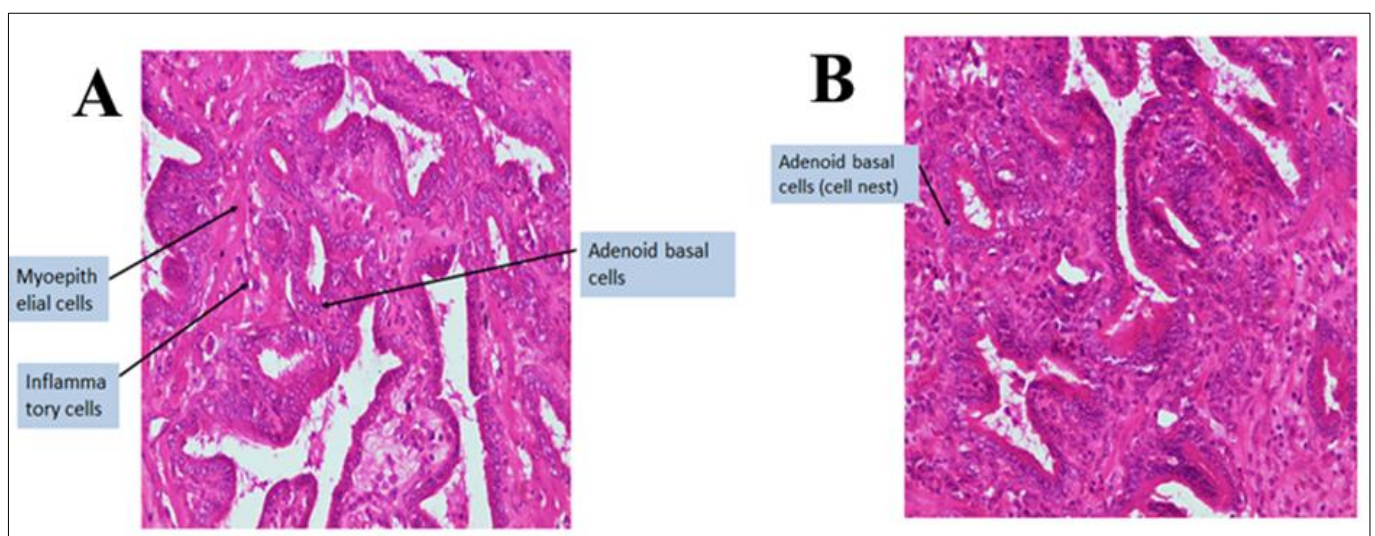 A
Myoepith
elial cells
Inflamma
tory cells
Adenoid basal
cells
B
Adenoid basal
cells (cell nest)